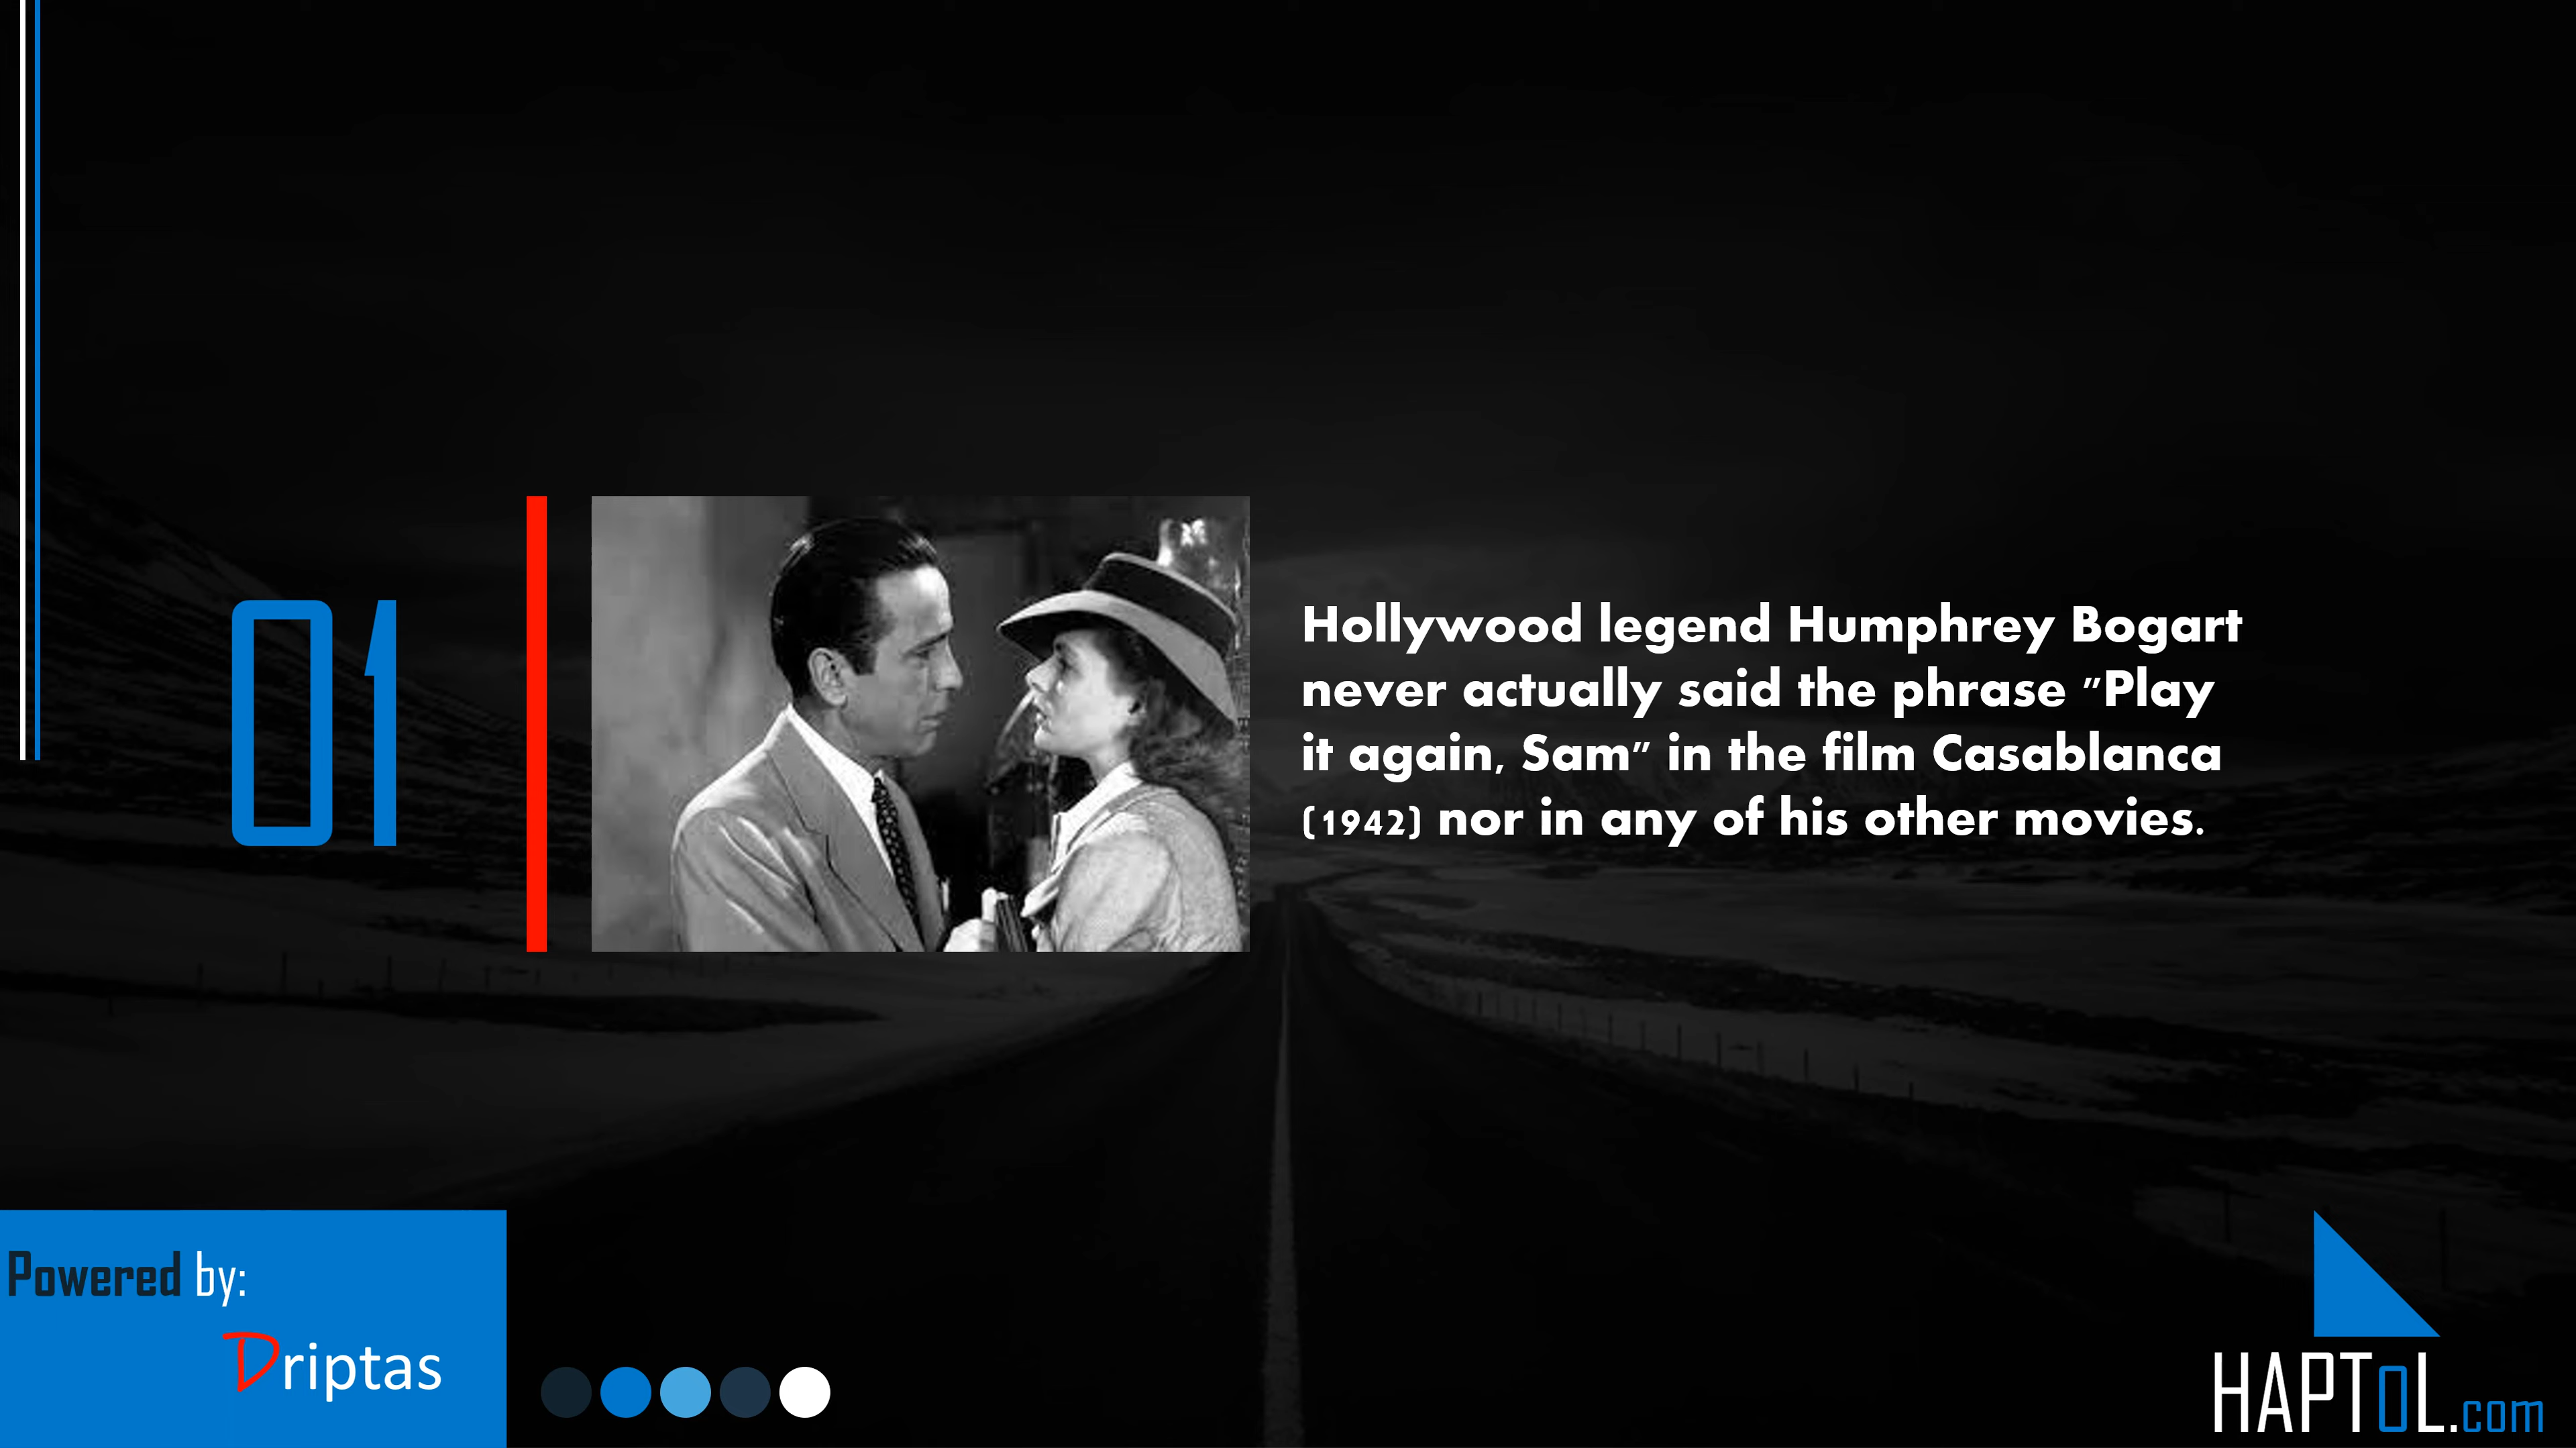 01
Hollywood legend Humphrey Bogart
never actually said the phrase "Play
it again, Sam" in the film Casablanca
(1942) nor in any of his other movies.
Powered by:
Driptas
HAPToL.com